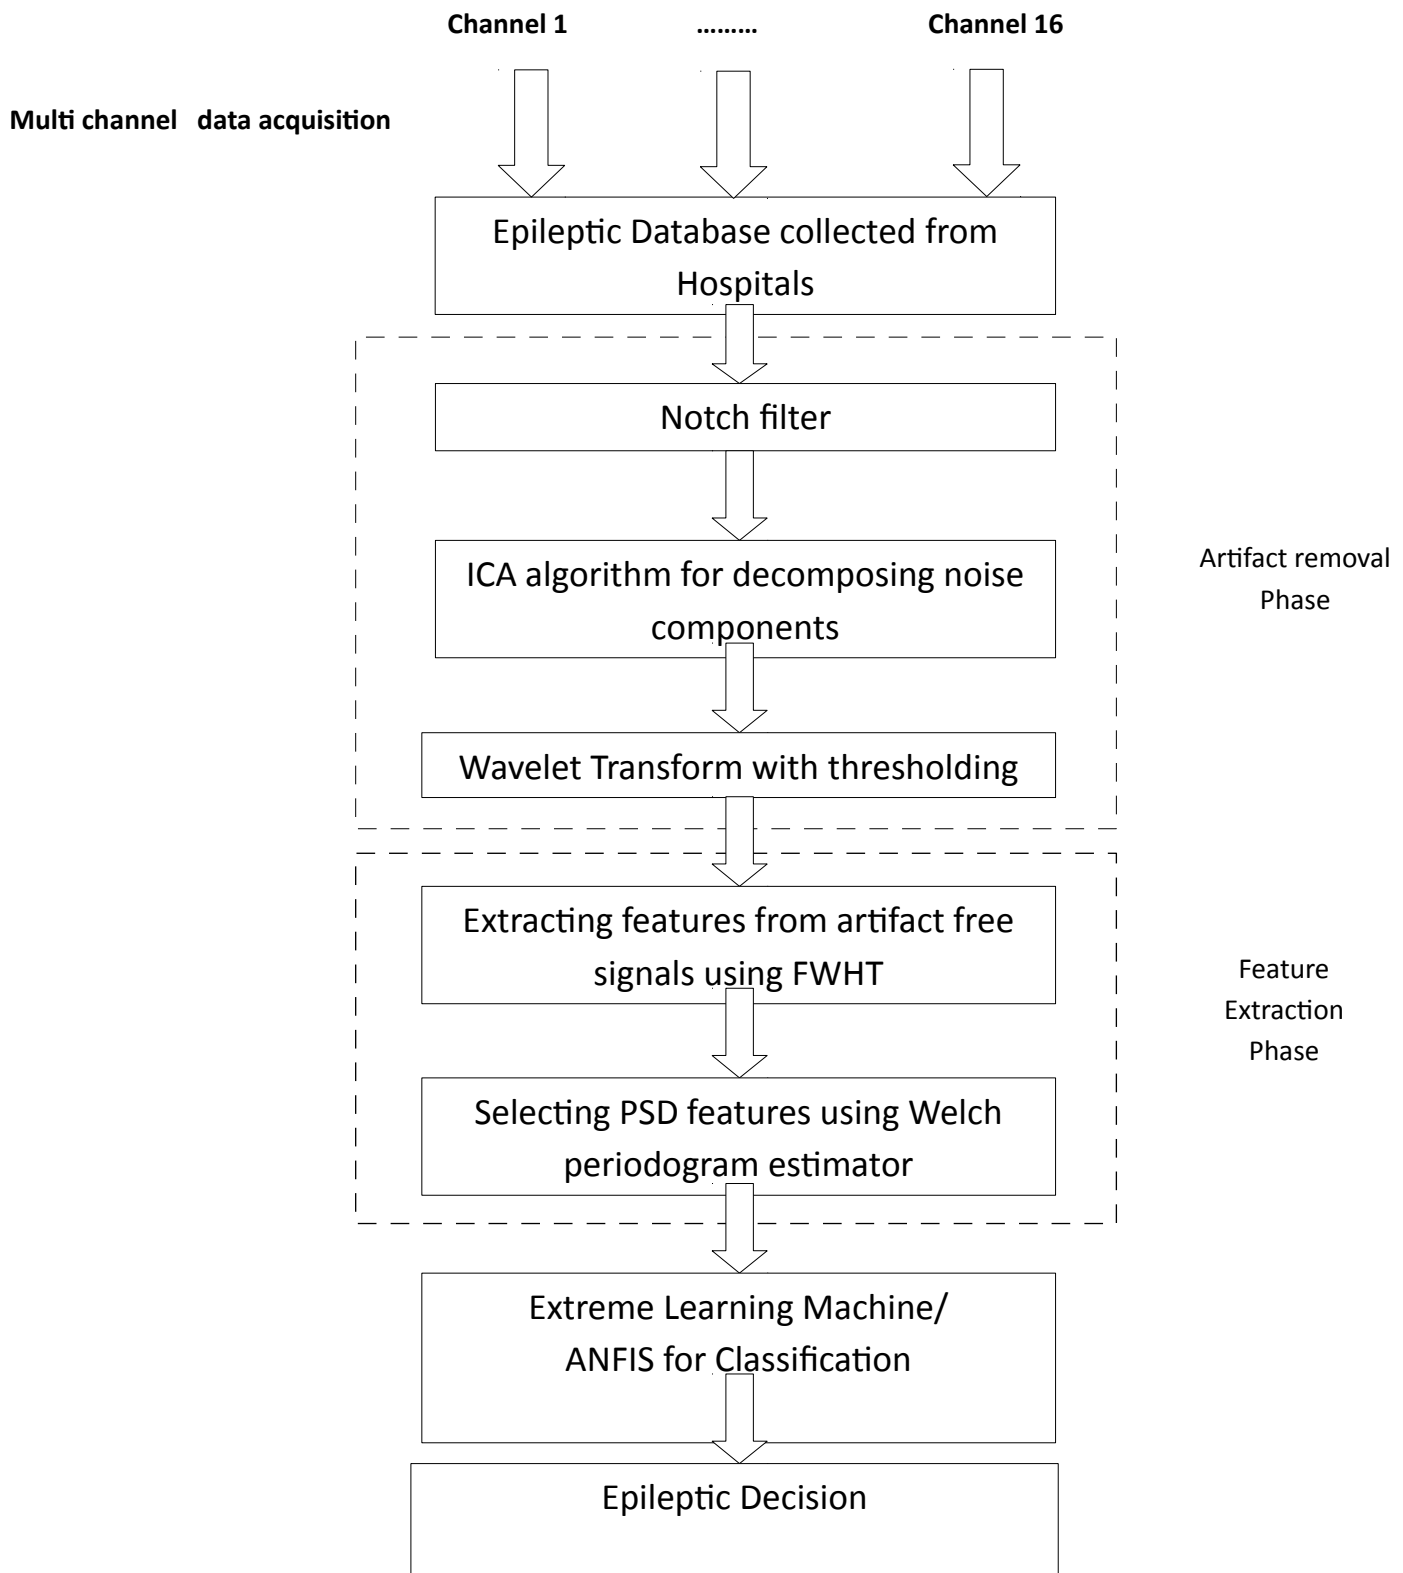 Channel 1 ......... Channel 16
Multi channel data acquisition
Epileptic Database collected from
Hospitals
Notch filter
ICA algorithm for decomposing noise
components
Artifact removal
Phase
Wavelet Transform with thresholding
Extracting features from artifact free
signals using FWHT
Feature
Extraction
Phase
Selecting PSD features using Welch
periodogram estimator
Extreme Learning Machine/
ANFIS for Classification
Epileptic Decision